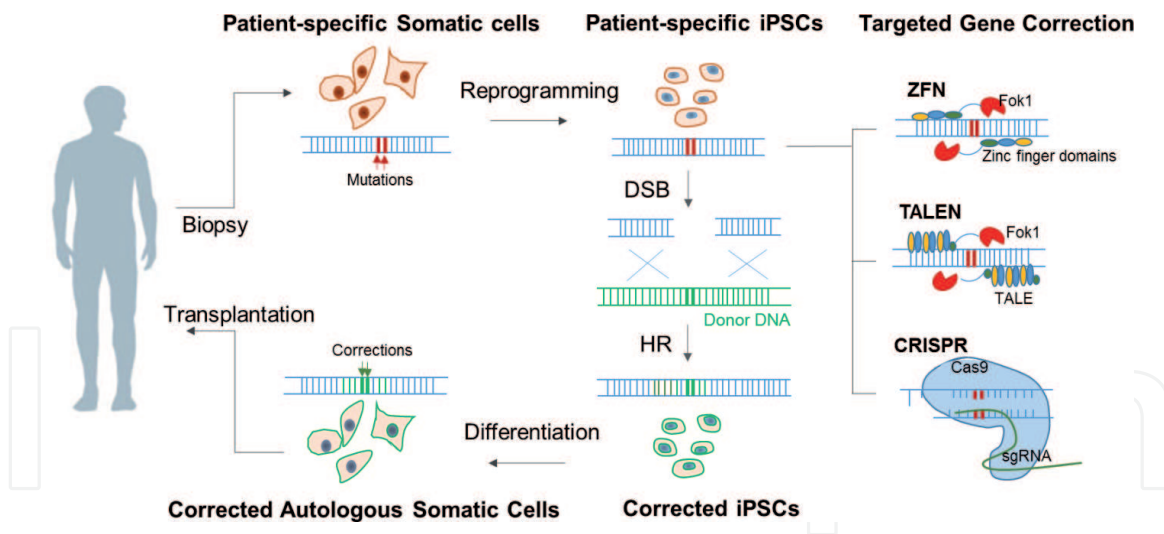 Patient-specific Somatic cells
Patient-specific iPSCs
Targeted Gene Correction
Reprogramming
Mutations
Biopsy
DSB
Donor DNA
HR
ZFN
Fok1
Zinc finger domains
TALEN
Fok1
TALE
CRISPR
Cas9
sgRNA
Transplantation
Corrections
Differentiation
Corrected Autologous Somatic Cells
Corrected iPSCs